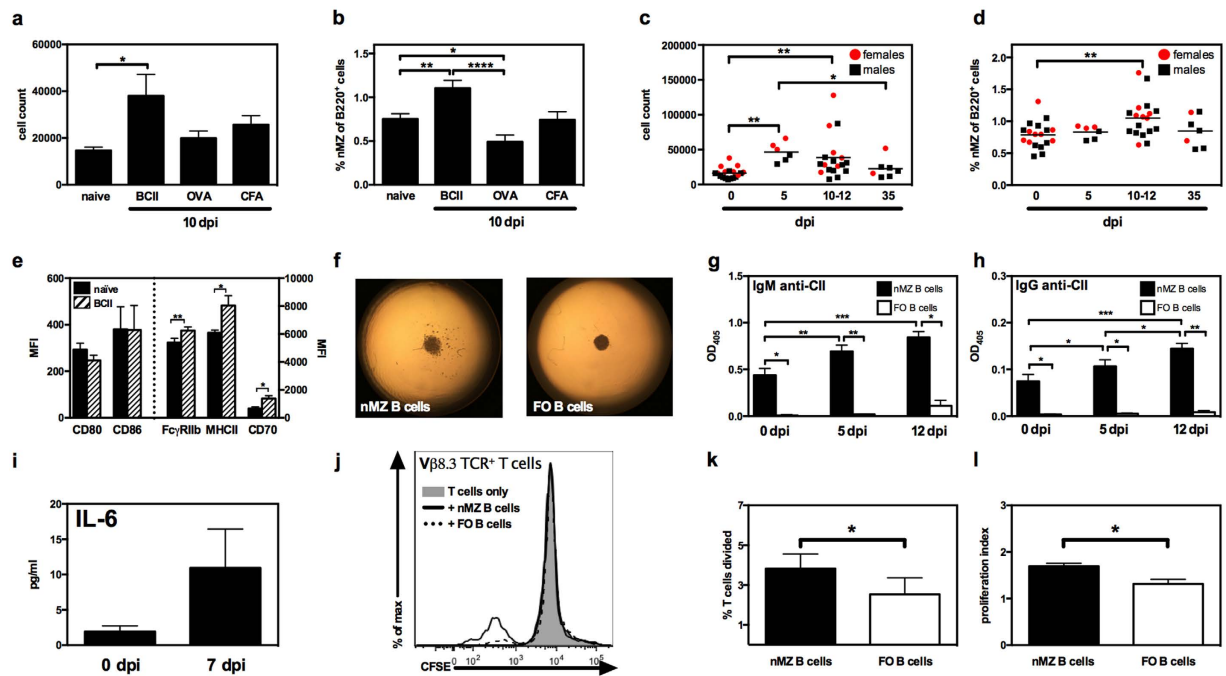 a
cell count
60000
40000
20000
0
*
naive BCII OVA CFA
10 dpi
b
% nMZ of B220+ cells
1.5
1.0
0.5
0.0
*
** ****
naive BCII OVA CFA
10 dpi
c
cell count
200000
150000
100000
50000
0
females
males
**
*
**
0 5 10-12 35
dpi
d
% nMZ of B220+ cells
2.0
1.5
1.0
0.5
0.0
females
males
**
0 5 10-12 35
dpi
e
MFI
600
400
200
0
naïve
BCII
**
*
*
10000
8000
6000
4000
2000
0
MFI
CD80 CD86 FcγRIIb MHCII CD70
f
nMZ B cells
FO B cells
g
IgM anti-CII
OD405
1.5
1.0
0.5
0.0
nMZ B cells
FO B cells
***
*
**
**
*
0 dpi 5 dpi 12 dpi
h
IgG anti-CII
OD405
0.3
0.2
0.1
0.0
nMZ B cells
FO B cells
***
*
**
*
*
*
0 dpi 5 dpi 12 dpi
i
IL-6
pg/ml
20
15
10
5
0
0 dpi 7 dpi
j
Vβ8.3 TCR+ T cells
T cells only
+ nMZ B cells
+ FO B cells
% of max
0 10² 10³ 10⁴ 10⁵
CFSE
k
% T cells divided
7
5
3
1
*
nMZ B cells FO B cells
l
proliferation index
3
2
1
0
*
nMZ B cells FO B cells